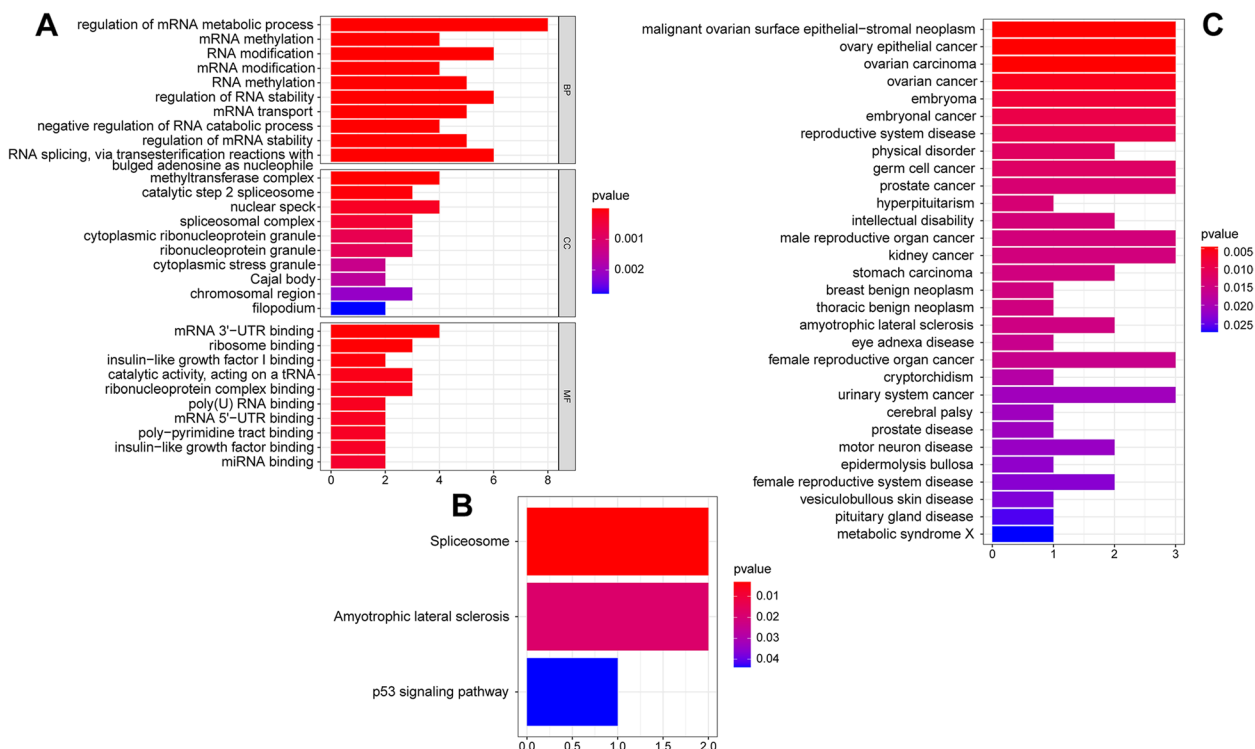 A
regulation of mRNA metabolic process
mRNA methylation
RNA modification
mRNA modification
RNA methylation
regulation of RNA stability
mRNA transport
negative regulation of RNA catabolic process
regulation of mRNA stability
RNA splicing, via transesterification reactions with
bulged adenosine as nucleophile
BP
methyltransferase complex
catalytic step 2 spliceosome
nuclear speck
spliceosomal complex
cytoplasmic ribonucleoprotein granule
ribonucleoprotein granule
cytoplasmic stress granule
Cajal body
chromosomal region
filopodium
CC
mRNA 3'−UTR binding
ribosome binding
insulin−like growth factor I binding
catalytic activity, acting on a tRNA
ribonucleoprotein complex binding
poly(U) RNA binding
mRNA 5'−UTR binding
poly−pyrimidine tract binding
insulin−like growth factor binding
miRNA binding
MF
0 2 4 6 8
pvalue
0.001
0.002
B
Spliceosome
Amyotrophic lateral sclerosis
p53 signaling pathway
0.0 0.5 1.0 1.5 2.0
pvalue
0.01
0.02
0.03
0.04
C
malignant ovarian surface epithelial−stromal neoplasm
ovary epithelial cancer
ovarian carcinoma
ovarian cancer
embryoma
embryonal cancer
reproductive system disease
physical disorder
germ cell cancer
prostate cancer
hyperpituitarism
intellectual disability
male reproductive organ cancer
kidney cancer
stomach carcinoma
breast benign neoplasm
thoracic benign neoplasm
amyotrophic lateral sclerosis
eye adnexa disease
female reproductive organ cancer
cryptorchidism
urinary system cancer
cerebral palsy
prostate disease
motor neuron disease
epidermolysis bullosa
female reproductive system disease
vesiculobullous skin disease
pituitary gland disease
metabolic syndrome X
0 1 2 3
pvalue
0.005
0.010
0.015
0.020
0.025